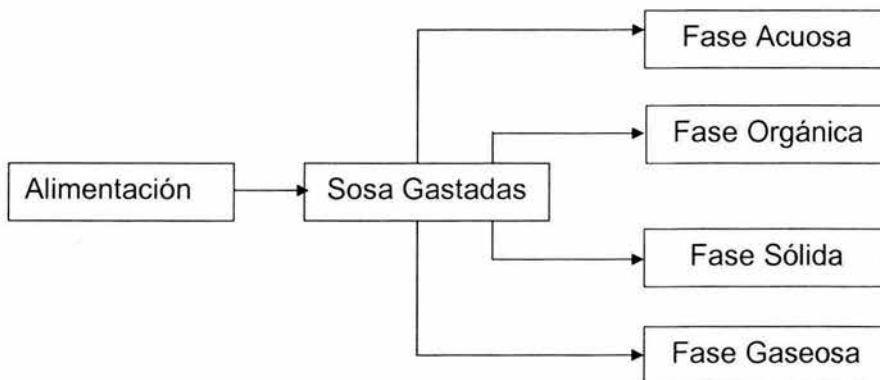 Fase Acuosa
Fase Orgánica
Alimentación
Sosa Gastadas
Fase Sólida
Fase Gaseosa